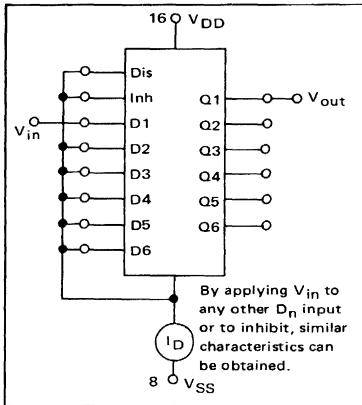 16 VDD
Dis
Inh
Vin
D1
D2
D3
D4
D5
D6
Q1
Vout
Q2
Q3
Q4
Q5
Q6
By applying Vin to
any other Dn input
or to inhibit, similar
characteristics can
be obtained.
ID
8 VSS